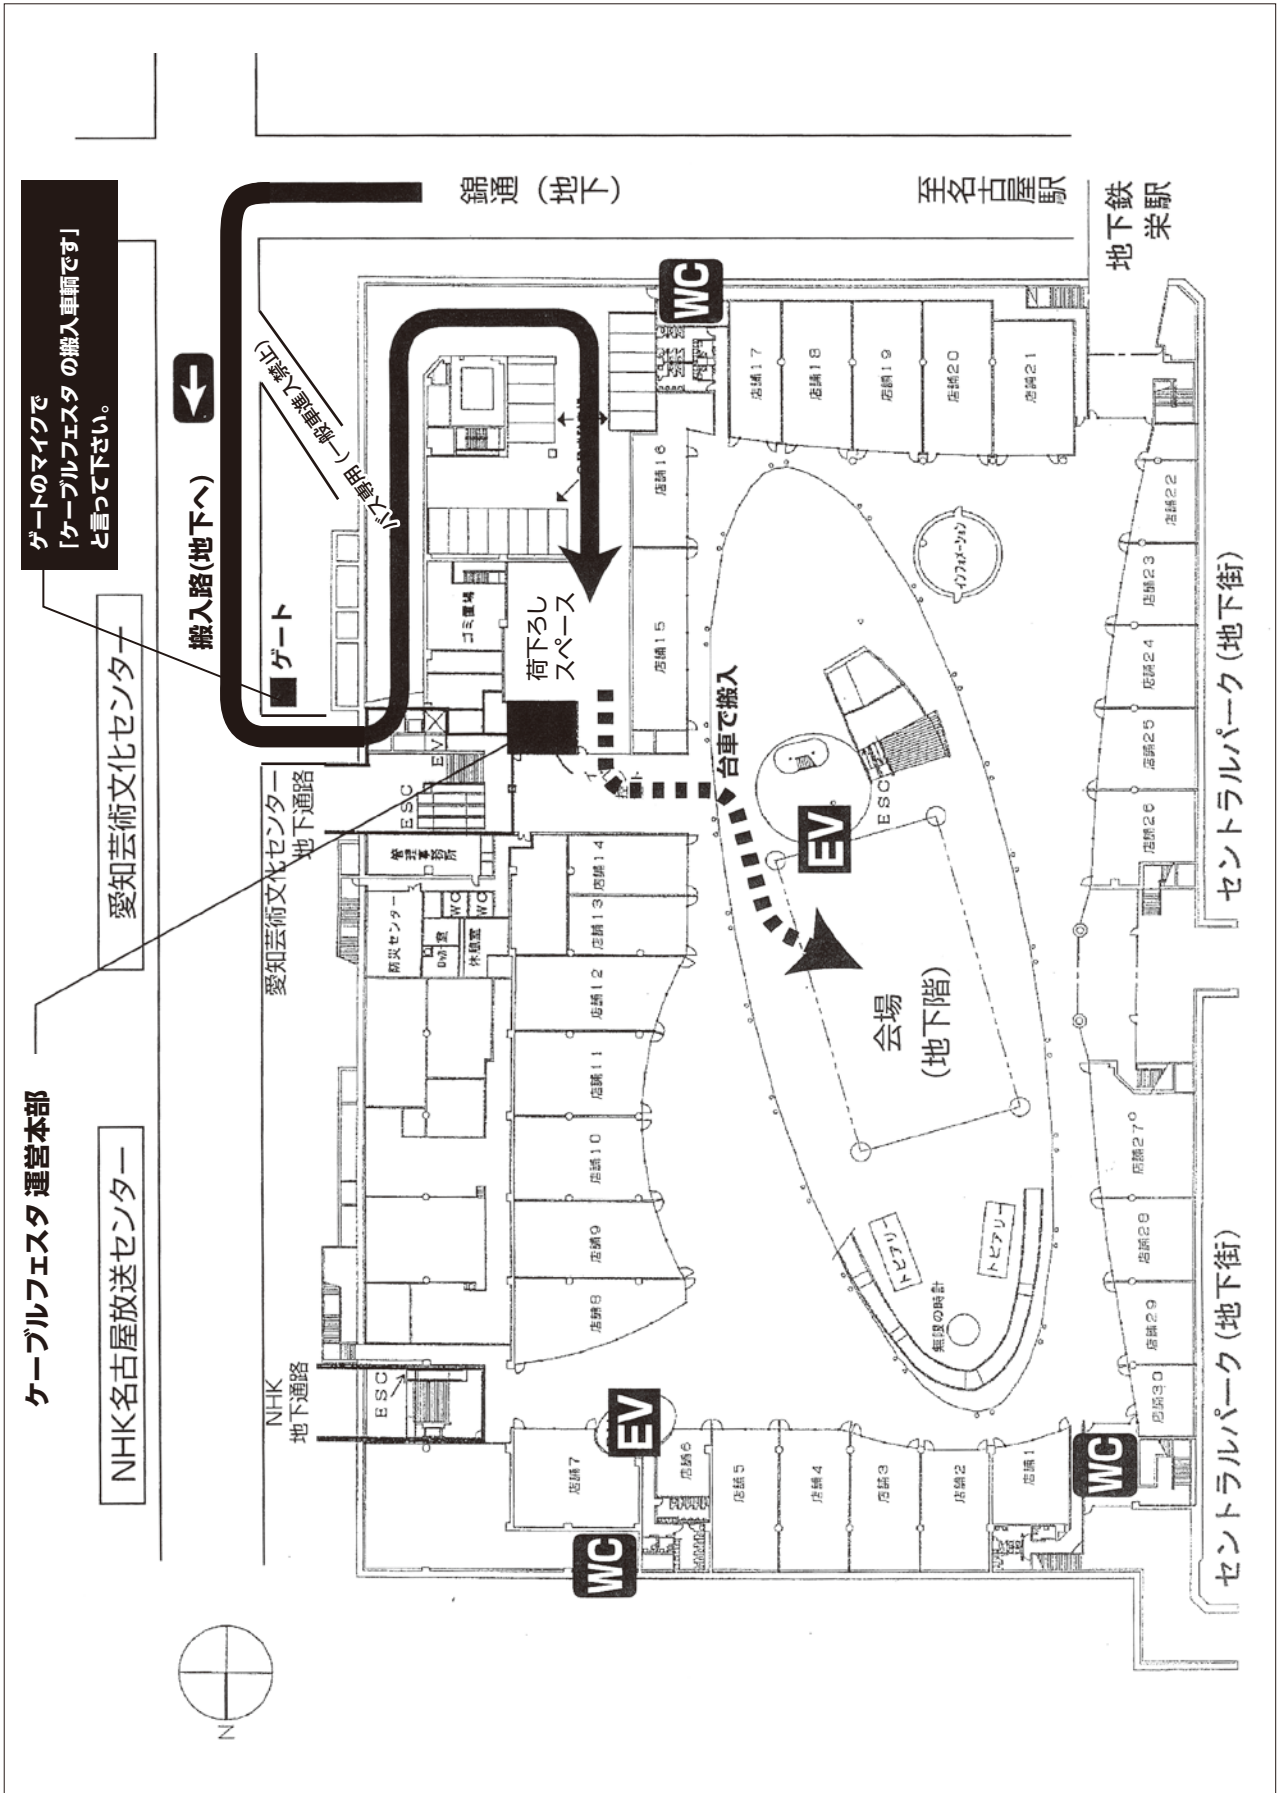 ケーブルフェスタ 運営本部
ゲートのマイクで
「ケーブルフェスタ の搬入車輌です」
と言って下さい。
NHK名古屋放送センター
愛知芸術文化センター
搬入路(地下へ)
←
ゲート
バス専用 (一般車進入禁止)
錦通 (地下)
至名古屋駅
地下鉄
栄駅
NHK
地下通路
愛知芸術文化センター
地下通路
ESC
ESC
EV
管理事務所
防災センター
WC
WC
休憩室
ゴミ置場
荷下ろし
スペース
台車で搬入
WC
EV
WC
WC
EV
ESC
店舗7
店舗8
店舗9
店舗10
店舗11
店舗12
店舗13
店舗14
店舗15
店舗16
店舗17
店舗18
店舗19
店舗20
店舗21
店舗6
店舗5
店舗4
店舗3
店舗2
店舗1
インフォメーション
会場
(地下階)
トピアリー
トピアリー
無限の時計
店舗30
店舗29
店舗28
店舗27
店舗26
店舗25
店舗24
店舗23
店舗22
セントラルパーク (地下街)
セントラルパーク (地下街)
N